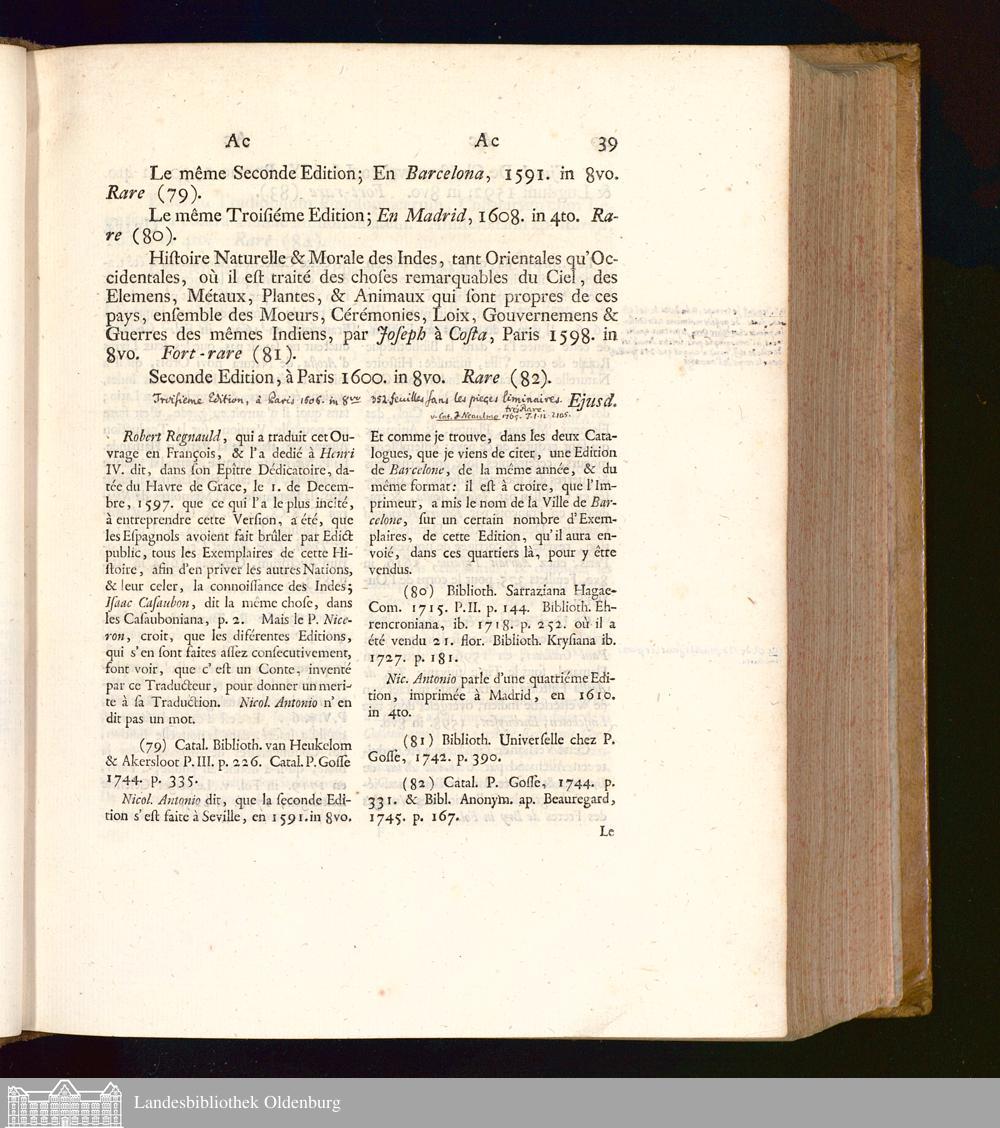 Ac Ac 39
Le même Seconde Edition; En Barcelona, 1591. in 8vo.
Rare (79).
Le même Troisiéme Edition; En Madrid, 1608. in 4to. Ra-
re (80).
Hiſtoire Naturelle & Morale des Indes, tant Orientales qu'Oc-
cidentales, où il eſt traité des choſes remarquables du Ciel, des
Elemens, Métaux, Plantes, & Animaux qui ſont propres de ces
pays, enſemble des Moeurs, Cérémonies, Loix, Gouvernemens &
Guerres des mêmes Indiens, par Joſeph à Coſta, Paris 1598. in
8vo. Fort-rare (81).
Seconde Edition, à Paris 1600. in 8vo. Rare (82).
Troiſieme Edition, à Paris 1606. in 8vo 352 feuilles ſans les pieces liminaires. Ejusd.
très Rare.
v. Cat. J. Neaulme 1765. T.I. 2105.
Robert Regnauld, qui a traduit cet Ou-
vrage en François, & l'a dedié à Henri
IV. dit, dans ſon Epître Dédicatoire, da-
tée du Havre de Grace, le 1. de Decem-
bre, 1597. que ce qui l'a le plus incité,
à entreprendre cette Verſion, a été, que
les Eſpagnols avoient fait brûler par Edict
public, tous les Exemplaires de cette Hi-
ſtoire, afin d'en priver les autres Nations,
& leur celer, la connoiſſance des Indes;
Iſaac Caſaubon, dit la même choſe, dans
les Caſauboniana, p. 2. Mais le P. Nice-
ron, croit, que les diférentes Editions,
qui s'en ſont faites aſſez conſecutivement,
font voir, que c'eſt un Conte, inventé
par ce Traducteur, pour donner un meri-
te à ſa Traduction. Nicol. Antonio n'en
dit pas un mot.
(79) Catal. Biblioth. van Heukelom
& Akersloot P. III. p. 226. Catal. P. Goſſe
1744. p. 335.
Nicol. Antonio dit, que la ſeconde Edi-
tion s'eſt faite à Seville, en 1591. in 8vo.
Et comme je trouve, dans les deux Cata-
logues, que je viens de citer, une Edition
de Barcelone, de la même année, & du
même format: il eſt à croire, que l'Im-
primeur, a mis le nom de la Ville de Bar-
celone, ſur un certain nombre d'Exem-
plaires, de cette Edition, qu'il aura en-
voié, dans ces quartiers là, pour y être
vendus.
(80) Biblioth. Sarraziana Hagae-
Com. 1715. P. II. p. 144. Biblioth. Eh-
rencroniana, ib. 1718. p. 252. où il a
été vendu 21. flor. Biblioth. Kryſiana ib.
1727. p. 181.
Nic. Antonio parle d'une quatriéme Edi-
tion, imprimée à Madrid, en 1610.
in 4to.
(81) Biblioth. Univerſelle chez P.
Goſſe, 1742. p. 390.
(82) Catal. P. Goſſe, 1744. p.
331. & Bibl. Anonym. ap. Beauregard,
1745. p. 167.
Le
Landesbibliothek Oldenburg